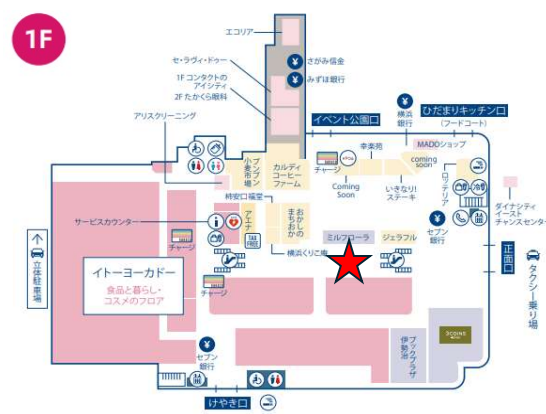 1F
エコリア
セ・ラヴィ・ドゥー
さがみ信金
みずほ銀行
1F コンタクトの
アイシティ
2F たかくら眼科
アリスクリーニング
イベント公園口
横浜
銀行
ひだまりキッチン口
(フードコート)
MADOショップ
幸楽苑
チャージ
coming
soon
Coming
Soon
いきなり!
ステーキ
ロッテリア
小麦市場
ブンブン
カルディ
コーヒー
ファーム
柿安口福堂
アエナ
おかしの
まちおか
TAX
FREE
横浜くりこ庵
サービスカウンター
チャージ
チャージ
ミルフローラ
ジェラフル
セブン
銀行
ダイナシティ
イースト
チャンスセンター
正面口
タクシー乗り場
立体駐車場
イトーヨーカドー
食品と暮らし・
コスメのフロア
セブン
銀行
ブックプラザ
伊勢治
3COINS
けやき口